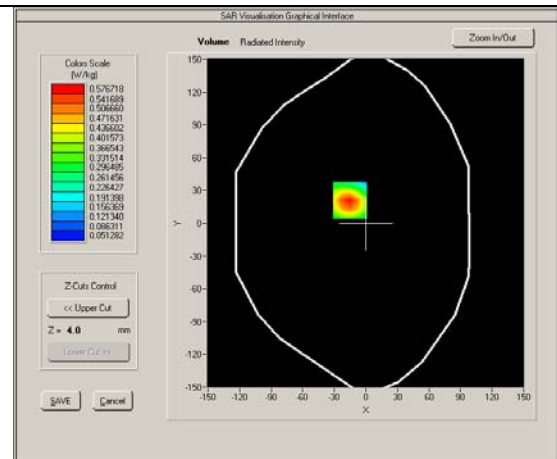 SAR Visualisation Graphical Interface
Volume Radiated Intensity
Zoom In/Out
Colors Scale
(W/kg)
0.576718
0.541689
0.506660
0.471631
0.436602
0.401573
0.366543
0.331514
0.296485
0.261456
0.226427
0.191398
0.156369
0.121340
0.086311
0.051282
Z-Cuts Control
<< Upper Cut
Z = 4.0 mm
Lower Cut >>
SAVE Cancel
150
120
90
60
30
0
-30
-60
-90
-120
-150
Y
-150 -120 -90 -60 -30 0 30 60 90 120 150
X